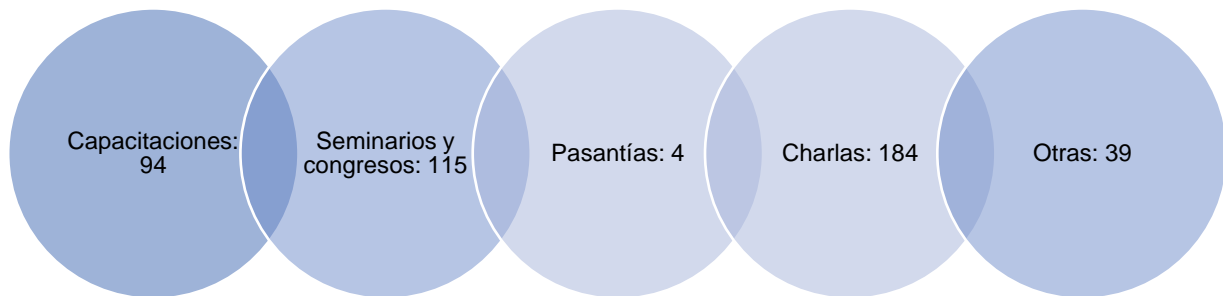 Capacitaciones:
94
Seminarios y
congresos: 115
Pasantías: 4
Charlas: 184
Otras: 39